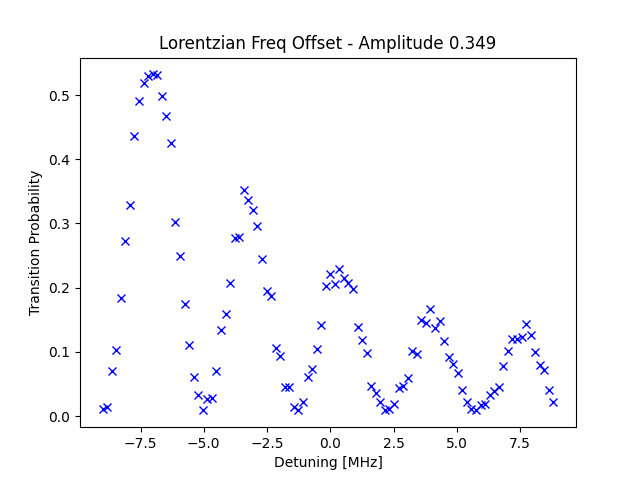 Lorentzian Freq Offset - Amplitude 0.349
Transition Probability
0.5
0.4
0.3
0.2
0.1
0.0
−7.5 −5.0 −2.5 0.0 2.5 5.0 7.5
Detuning [MHz]